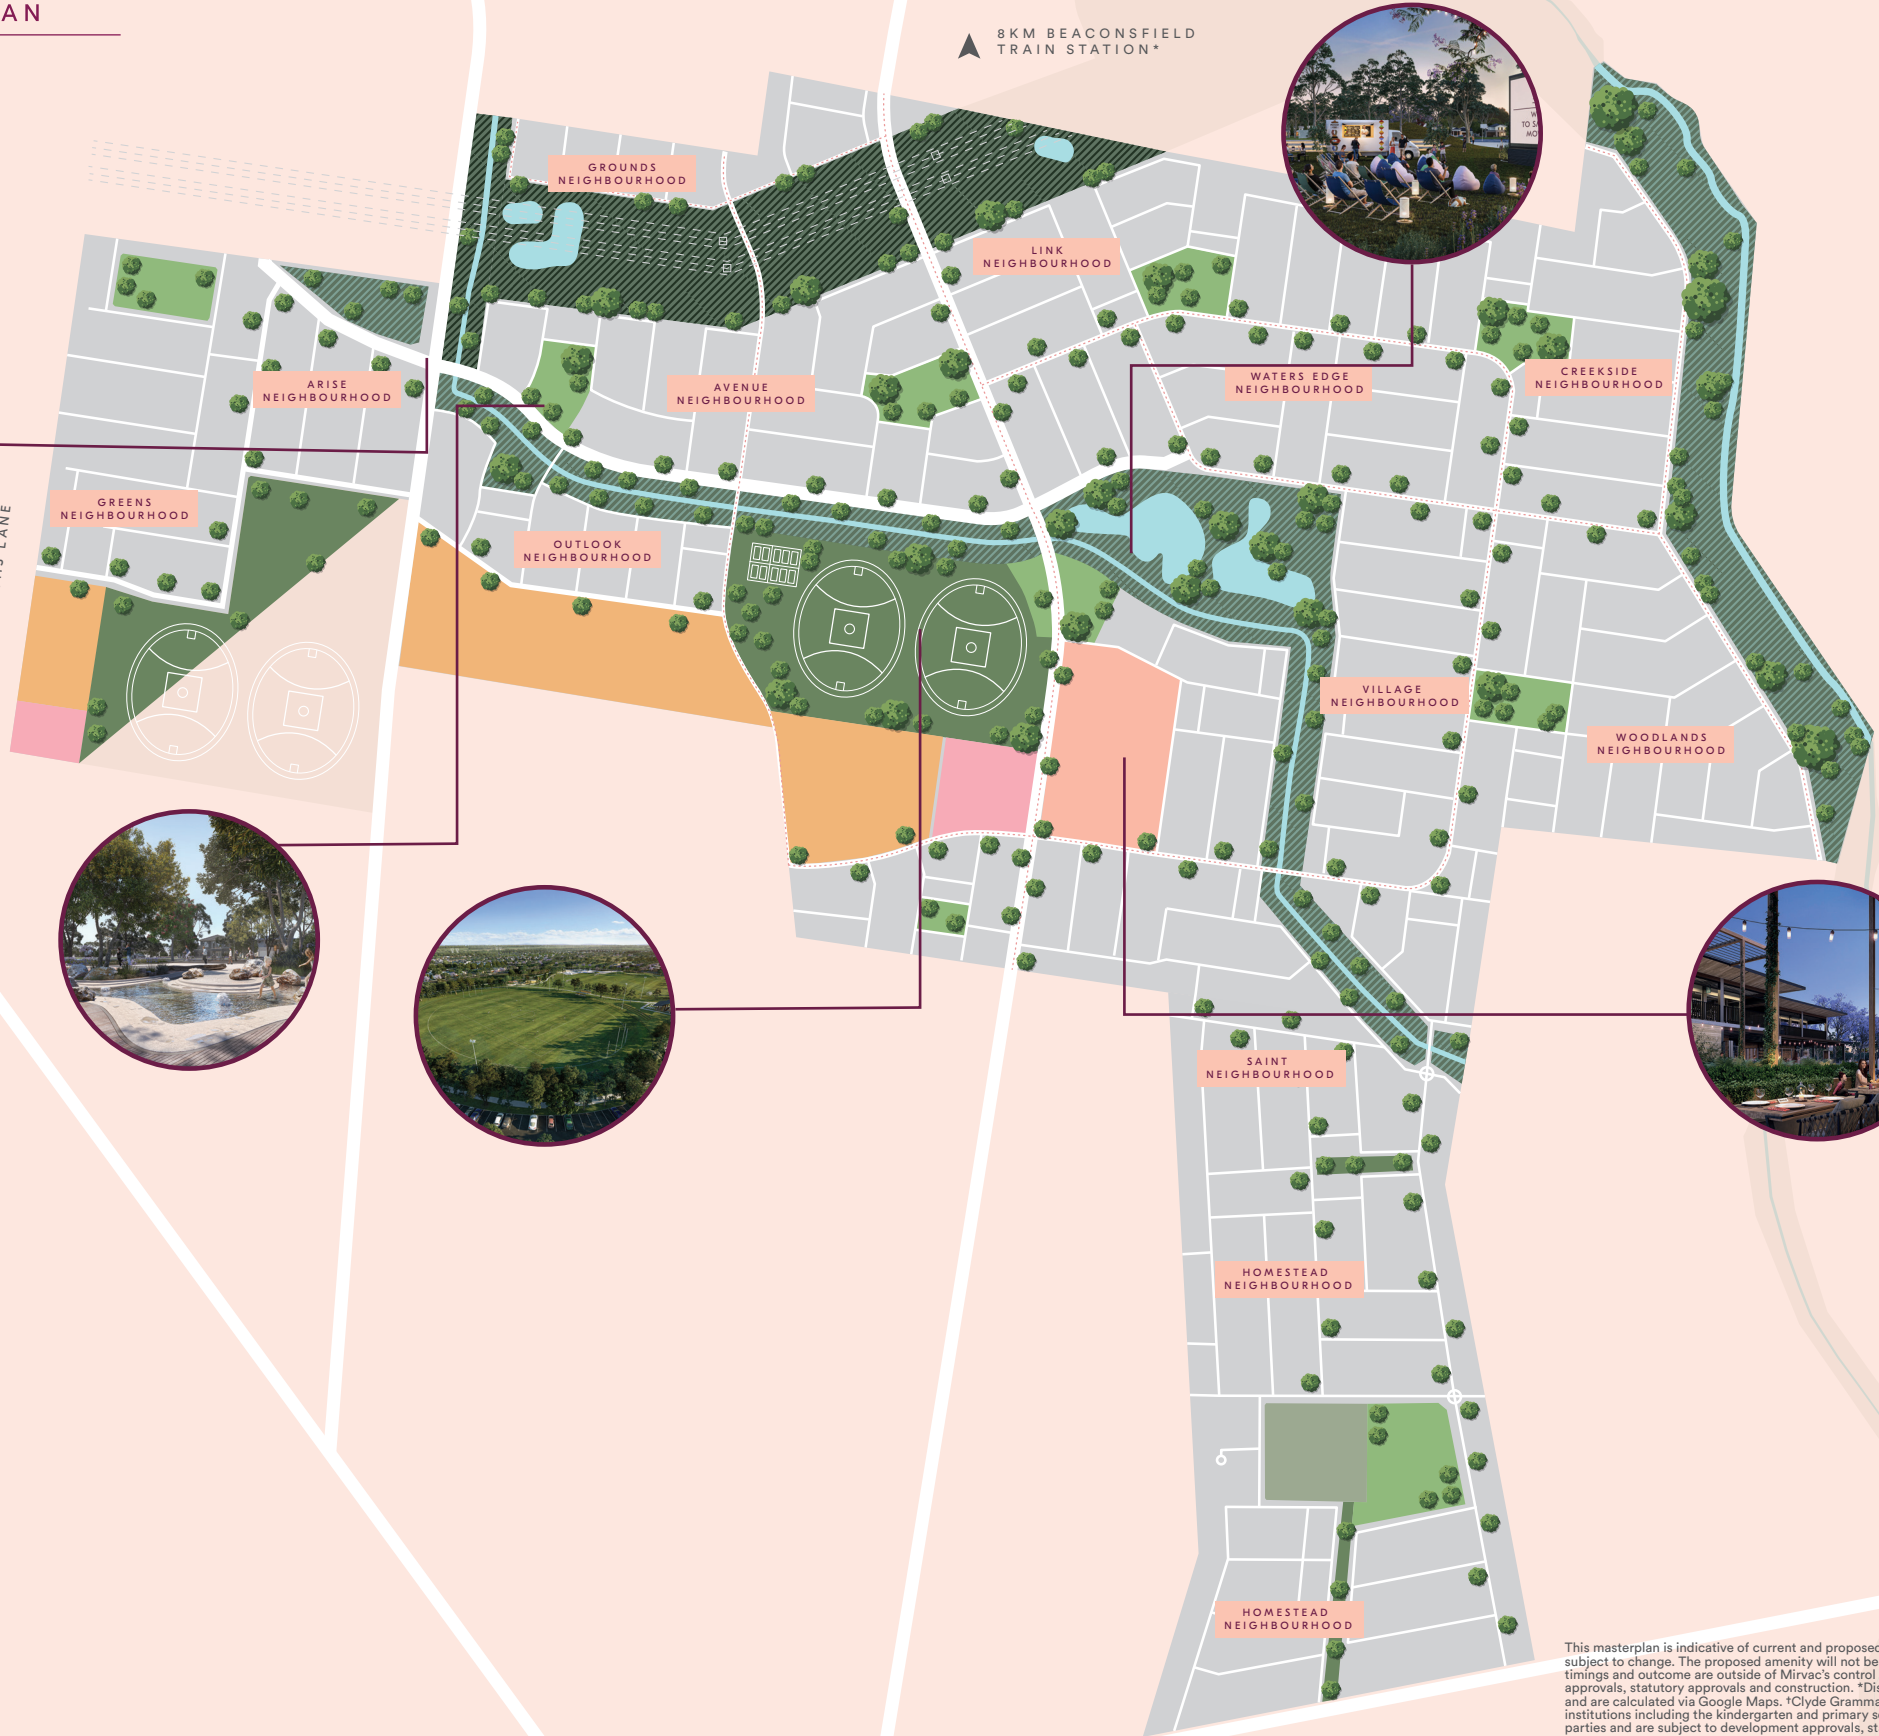 AN
8KM BEACONSFIELD
TRAIN STATION*
GROUNDS
NEIGHBOURHOOD
LINK
NEIGHBOURHOOD
ARISE
NEIGHBOURHOOD
AVENUE
NEIGHBOURHOOD
WATERS EDGE
NEIGHBOURHOOD
CREEKSIDE
NEIGHBOURHOOD
GREENS
NEIGHBOURHOOD
LANE
OUTLOOK
NEIGHBOURHOOD
VILLAGE
NEIGHBOURHOOD
WOODLANDS
NEIGHBOURHOOD
SAINT
NEIGHBOURHOOD
HOMESTEAD
NEIGHBOURHOOD
HOMESTEAD
NEIGHBOURHOOD
This masterplan is indicative of current and proposed
subject to change. The proposed amenity will not be
timings and outcome are outside of Mirvac's control
approvals, statutory approvals and construction. *Dis
and are calculated via Google Maps. †Clyde Gramma
institutions including the kindergarten and primary s
parties and are subject to development approvals, st